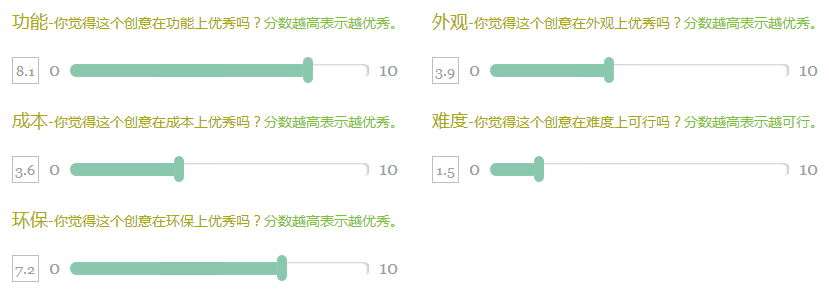 功能-你觉得这个创意在功能上优秀吗？分数越高表示越优秀。
8.1 0 10
外观-你觉得这个创意在外观上优秀吗？分数越高表示越优秀。
3.9 0 10
成本-你觉得这个创意在成本上优秀吗？分数越高表示越优秀。
3.6 0 10
难度-你觉得这个创意在难度上可行吗？分数越高表示越可行。
1.5 0 10
环保-你觉得这个创意在环保上优秀吗？分数越高表示越优秀。
7.2 0 10